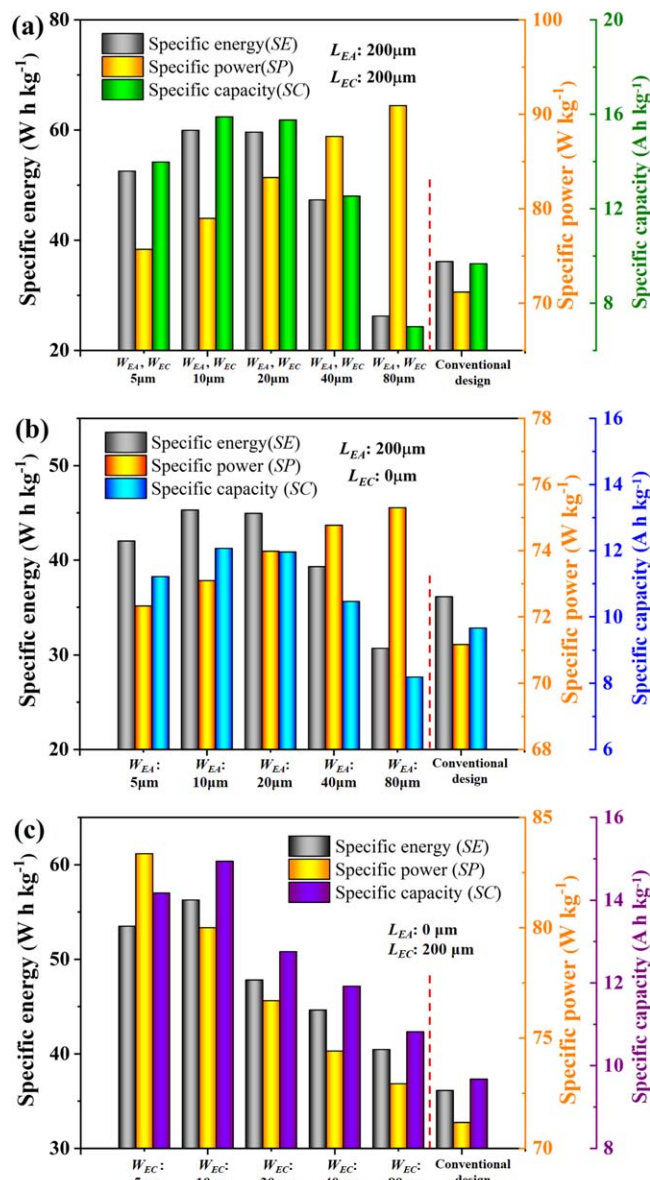 (a)
Specific energy(SE)
Specific power(SP)
Specific capacity(SC)
L_EA: 200μm
L_EC: 200μm
Specific energy (W h kg⁻¹)
80
60
40
20
Specific power (W kg⁻¹)
100
90
80
70
Specific capacity (A h kg⁻¹)
20
16
12
8
W_EA, W_EC W_EA, W_EC W_EA, W_EC W_EA, W_EC W_EA, W_EC Conventional
5μm 10μm 20μm 40μm 80μm design
(b)
Specific energy(SE)
Specific power (SP)
Specific capacity (SC)
L_EA: 200μm
L_EC: 0μm
Specific energy (W h kg⁻¹)
50
40
30
20
Specific power (W kg⁻¹)
78
75
73
70
68
Specific capacity (A h kg⁻¹)
16
14
12
10
8
6
W_EA: W_EA: W_EA: W_EA: W_EA: Conventional
5μm 10μm 20μm 40μm 80μm design
(c)
Specific energy (SE)
Specific power (SP)
Specific capacity (SC)
L_EA: 0 μm
L_EC: 200 μm
Specific energy (W h kg⁻¹)
60
50
40
30
Specific power (W kg⁻¹)
85
80
75
70
Specific capacity (A h kg⁻¹)
16
14
12
10
8
W_EC: W_EC: W_EC: W_EC: W_EC: Conventional
design